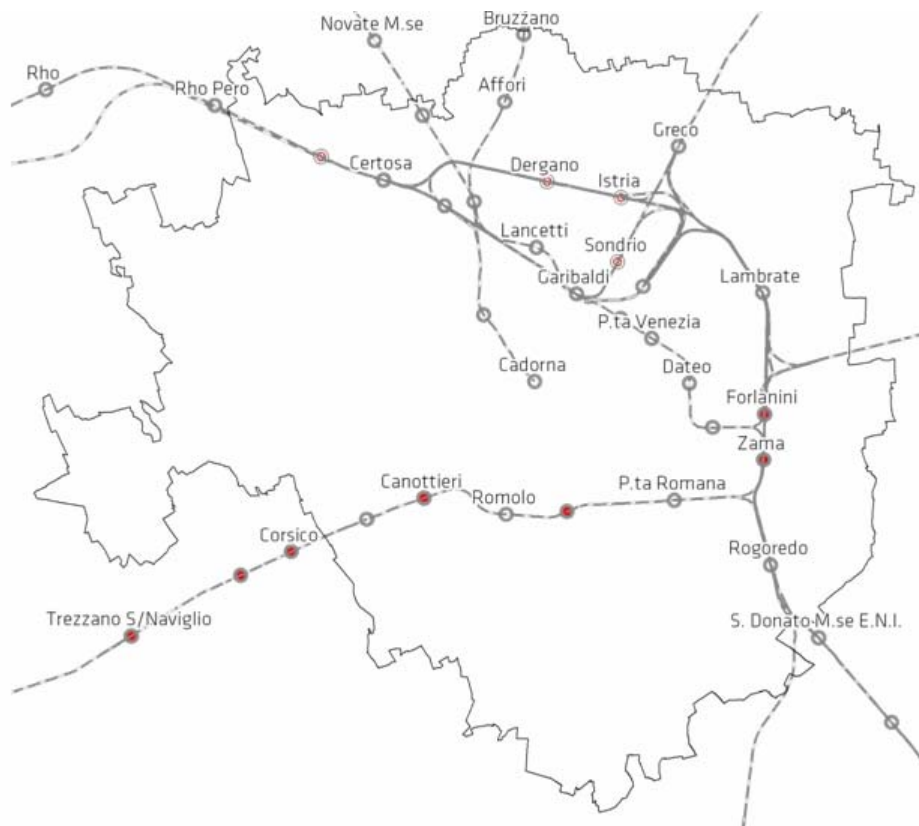 Novate M.se
Bruzzano
Rho
Rho Pero
Affori
Greco
Certosa
Dergano
Istria
Lancetti
Sondrio
Garibaldi
Lambrate
P.ta Venezia
Cadorna
Dateo
Forlanini
Zama
Canottieri
Romolo
P.ta Romana
Corsico
Rogoredo
Trezzano S/Naviglio
S. Donato M.se E.N.I.